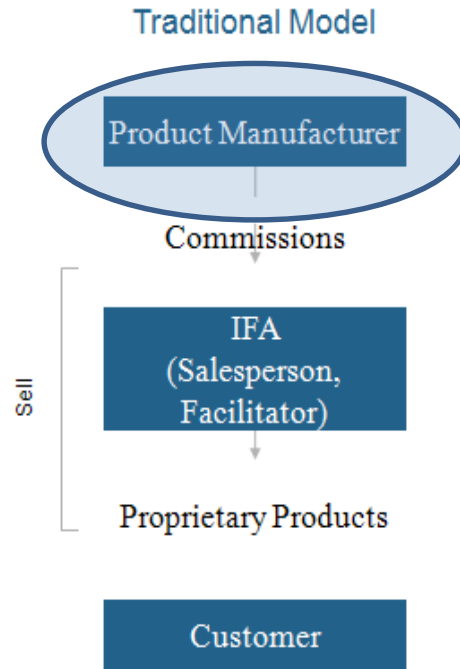 Traditional Model
Product Manufacturer
Commissions
IFA
(Salesperson,
Facilitator)
Sell
Proprietary Products
Customer